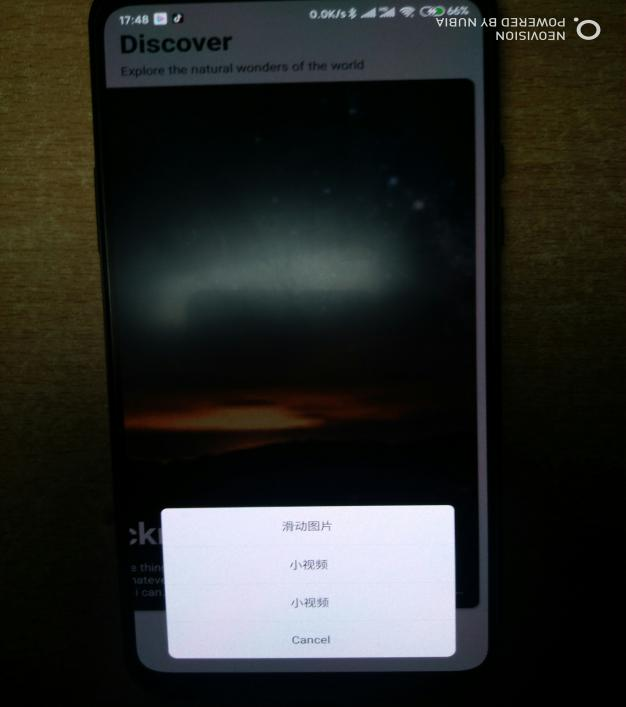 17:48
0.0K/s
66%
NEOVISION
POWERED BY NUBIA
Discover
Explore the natural wonders of the world
滑动图片
小视频
小视频
Cancel
i can